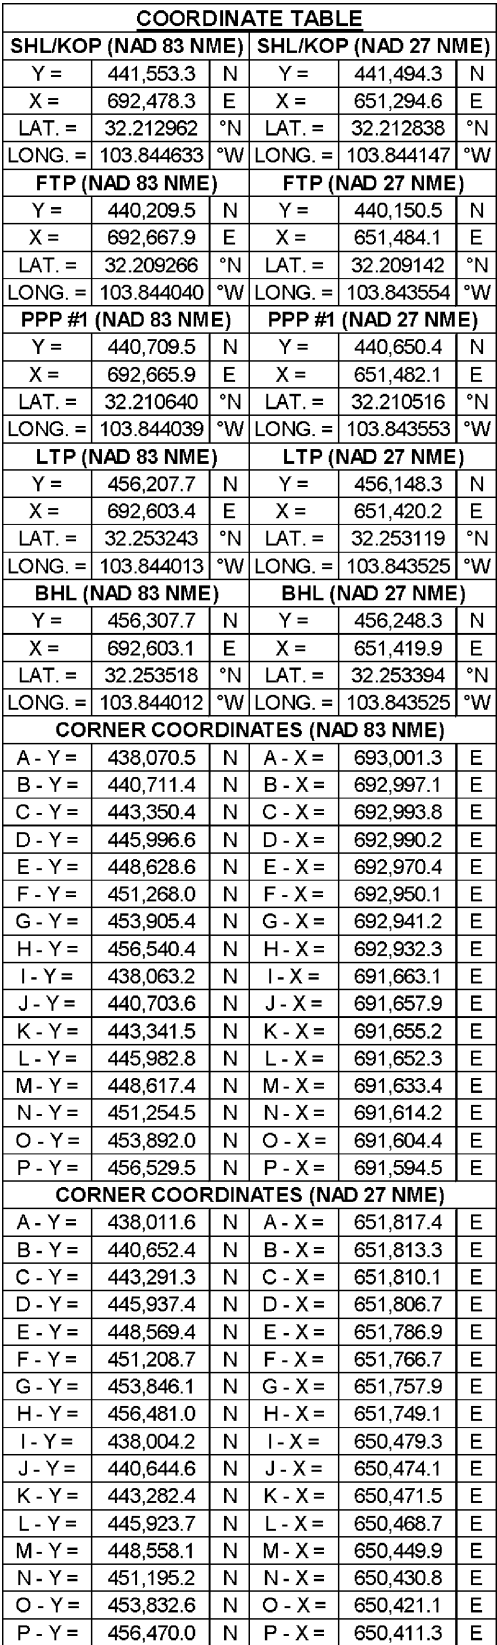 COORDINATE TABLE
SHL/KOP (NAD 83 NME) SHL/KOP (NAD 27 NME)
Y = 441,553.3 N Y = 441,494.3 N
X = 692,478.3 E X = 651,294.6 E
LAT. = 32.212962 °N LAT. = 32.212838 °N
LONG. = 103.844633 °W LONG. = 103.844147 °W
FTP (NAD 83 NME) FTP (NAD 27 NME)
Y = 440,209.5 N Y = 440,150.5 N
X = 692,667.9 E X = 651,484.1 E
LAT. = 32.209266 °N LAT. = 32.209142 °N
LONG. = 103.844040 °W LONG. = 103.843554 °W
PPP #1 (NAD 83 NME) PPP #1 (NAD 27 NME)
Y = 440,709.5 N Y = 440,650.4 N
X = 692,665.9 E X = 651,482.1 E
LAT. = 32.210640 °N LAT. = 32.210516 °N
LONG. = 103.844039 °W LONG. = 103.843553 °W
LTP (NAD 83 NME) LTP (NAD 27 NME)
Y = 456,207.7 N Y = 456,148.3 N
X = 692,603.4 E X = 651,420.2 E
LAT. = 32.253243 °N LAT. = 32.253119 °N
LONG. = 103.844013 °W LONG. = 103.843525 °W
BHL (NAD 83 NME) BHL (NAD 27 NME)
Y = 456,307.7 N Y = 456,248.3 N
X = 692,603.1 E X = 651,419.9 E
LAT. = 32.253518 °N LAT. = 32.253394 °N
LONG. = 103.844012 °W LONG. = 103.843525 °W
CORNER COORDINATES (NAD 83 NME)
A - Y = 438,070.5 N A - X = 693,001.3 E
B - Y = 440,711.4 N B - X = 692,997.1 E
C - Y = 443,350.4 N C - X = 692,993.8 E
D - Y = 445,996.6 N D - X = 692,990.2 E
E - Y = 448,628.6 N E - X = 692,970.4 E
F - Y = 451,268.0 N F - X = 692,950.1 E
G - Y = 453,905.4 N G - X = 692,941.2 E
H - Y = 456,540.4 N H - X = 692,932.3 E
I - Y = 438,063.2 N I - X = 691,663.1 E
J - Y = 440,703.6 N J - X = 691,657.9 E
K - Y = 443,341.5 N K - X = 691,655.2 E
L - Y = 445,982.8 N L - X = 691,652.3 E
M - Y = 448,617.4 N M - X = 691,633.4 E
N - Y = 451,254.5 N N - X = 691,614.2 E
O - Y = 453,892.0 N O - X = 691,604.4 E
P - Y = 456,529.5 N P - X = 691,594.5 E
CORNER COORDINATES (NAD 27 NME)
A - Y = 438,011.6 N A - X = 651,817.4 E
B - Y = 440,652.4 N B - X = 651,813.3 E
C - Y = 443,291.3 N C - X = 651,810.1 E
D - Y = 445,937.4 N D - X = 651,806.7 E
E - Y = 448,569.4 N E - X = 651,786.9 E
F - Y = 451,208.7 N F - X = 651,766.7 E
G - Y = 453,846.1 N G - X = 651,757.9 E
H - Y = 456,481.0 N H - X = 651,749.1 E
I - Y = 438,004.2 N I - X = 650,479.3 E
J - Y = 440,644.6 N J - X = 650,474.1 E
K - Y = 443,282.4 N K - X = 650,471.5 E
L - Y = 445,923.7 N L - X = 650,468.7 E
M - Y = 448,558.1 N M - X = 650,449.9 E
N - Y = 451,195.2 N N - X = 650,430.8 E
O - Y = 453,832.6 N O - X = 650,421.1 E
P - Y = 456,470.0 N P - X = 650,411.3 E